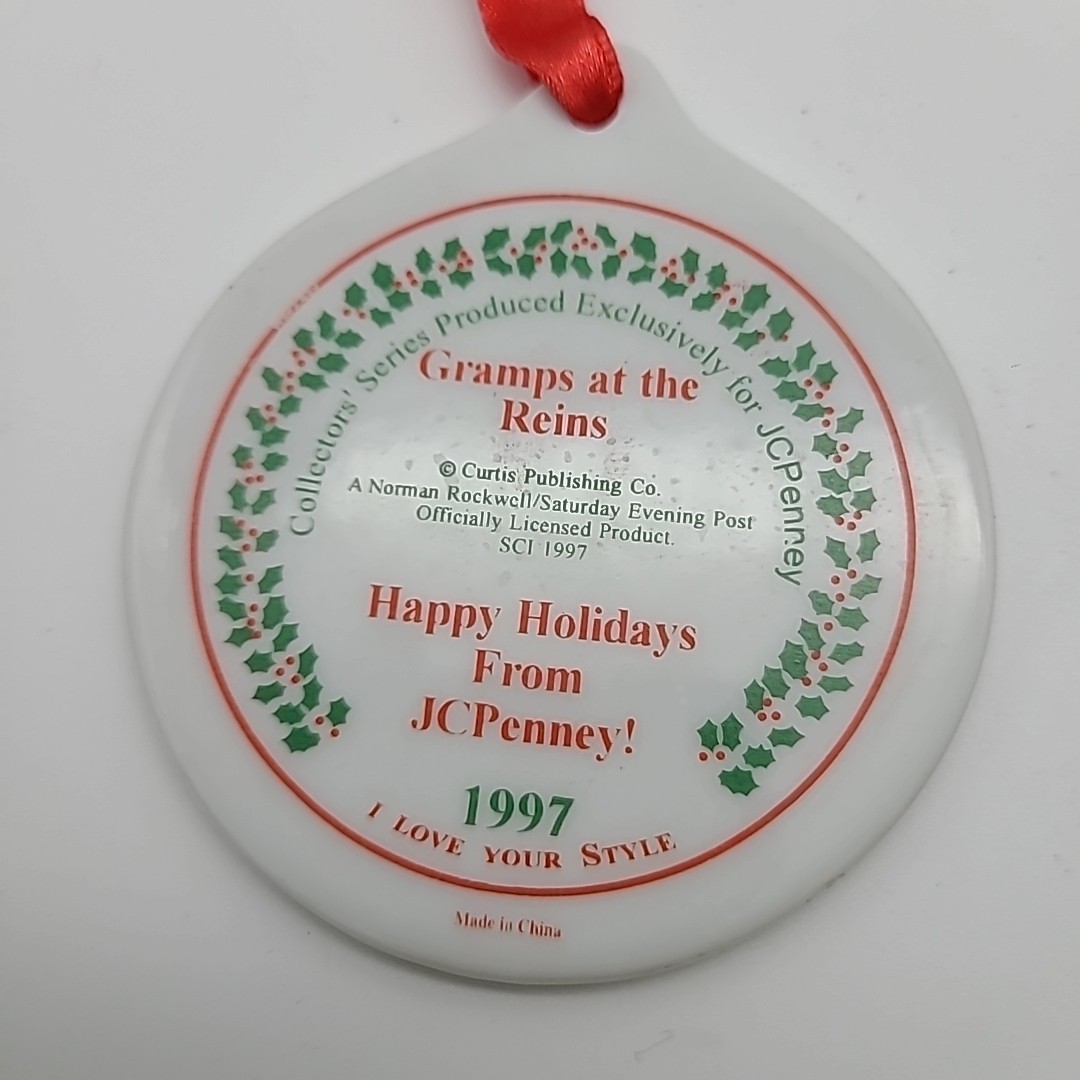 Collectors' Series Produced Exclusively for JCPenney
Gramps at the
Reins
© Curtis Publishing Co.
A Norman Rockwell/Saturday Evening Post
Officially Licensed Product.
SCI 1997
Happy Holidays
From
JCPenney!
1997
I LOVE YOUR STYLE
Made in China